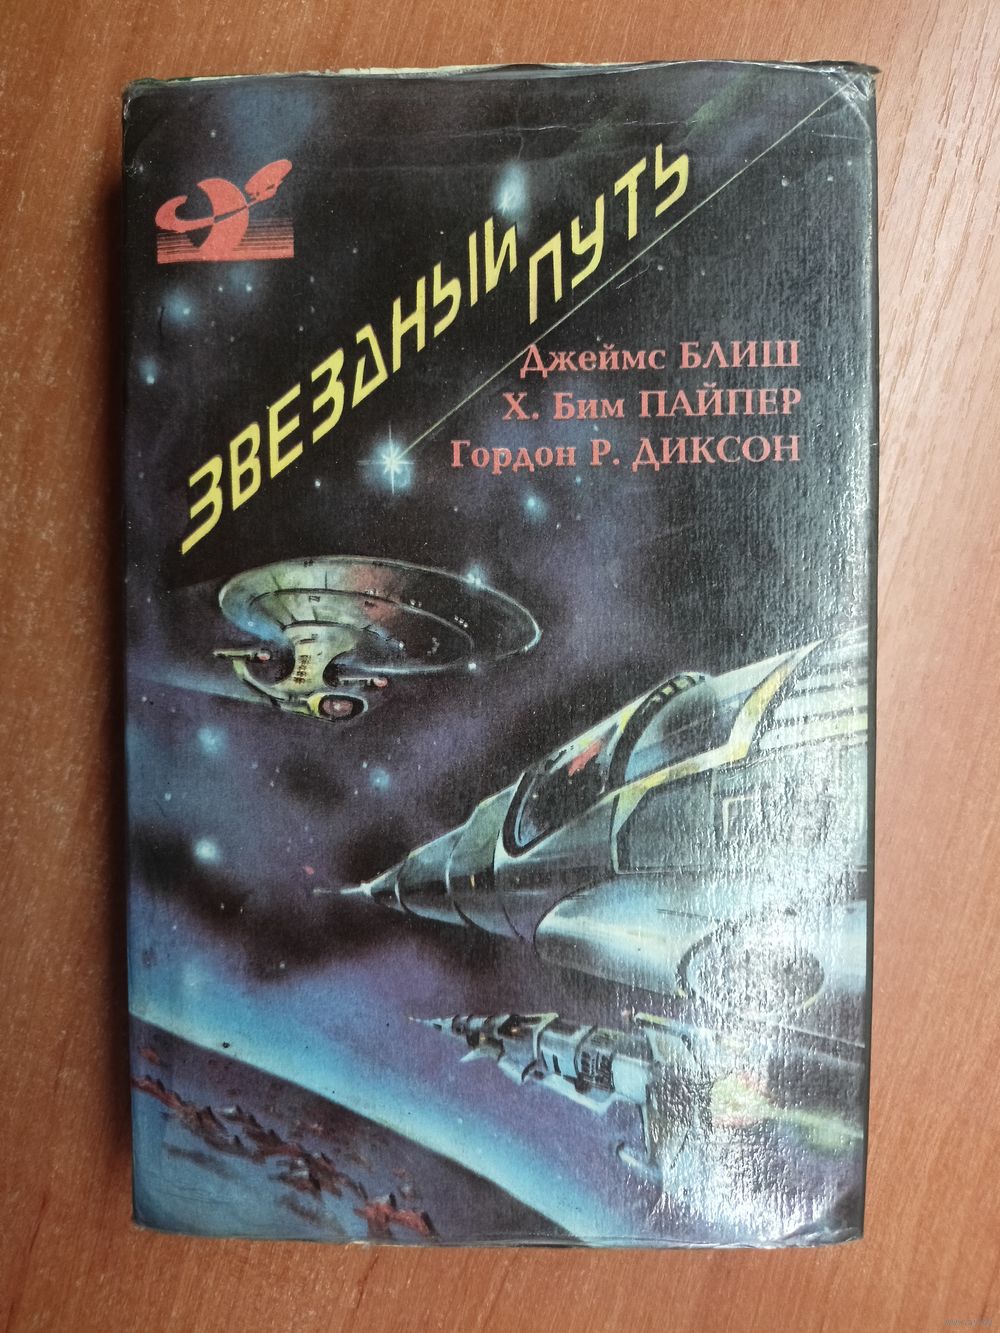 ЗВЕЗДНЫЙ
ПУТЬ
Джеймс БЛИШ
Х. Бим ПАЙПЕР
Гордон Р. ДИКСОН